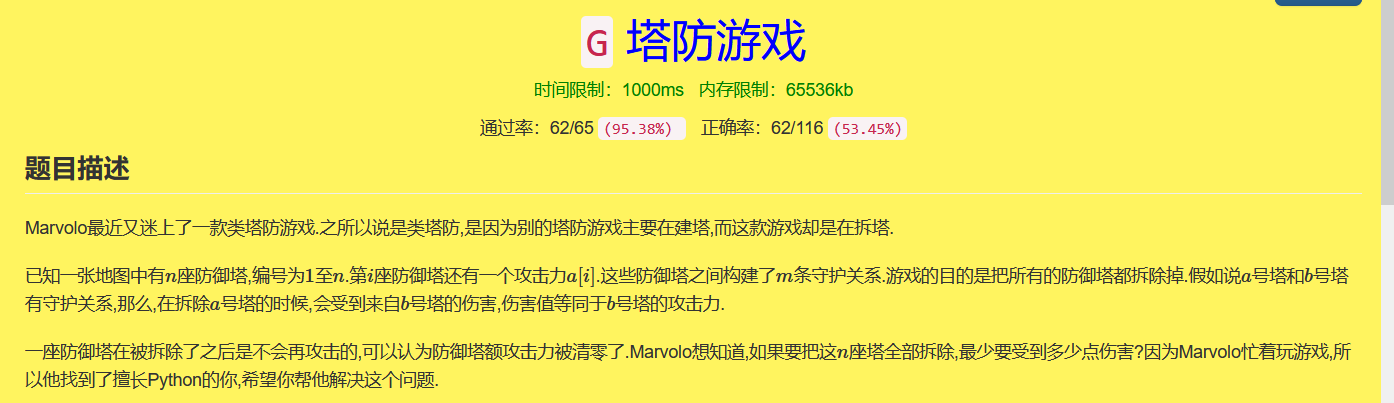 G 塔防游戏
时间限制：1000ms 内存限制：65536kb
通过率：62/65 (95.38%) 正确率：62/116 (53.45%)
题目描述
Marvolo最近又迷上了一款类塔防游戏.之所以说是类塔防,是因为别的塔防游戏主要在建塔,而这款游戏却是在拆塔.
已知一张地图中有n座防御塔,编号为1至n.第i座防御塔还有一个攻击力a[i].这些防御塔之间构建了m条守护关系.游戏的目的是把所有的防御塔都拆除掉.假如说a号塔和b号塔
有守护关系,那么,在拆除a号塔的时候,会受到来自b号塔的伤害,伤害值等同于b号塔的攻击力.
一座防御塔在被拆除了之后是不会再攻击的,可以认为防御塔额攻击力被清零了.Marvolo想知道,如果要把这n座塔全部拆除,最少要受到多少点伤害?因为Marvolo忙着玩游戏,所
以他找到了擅长Python的你,希望你帮他解决这个问题.